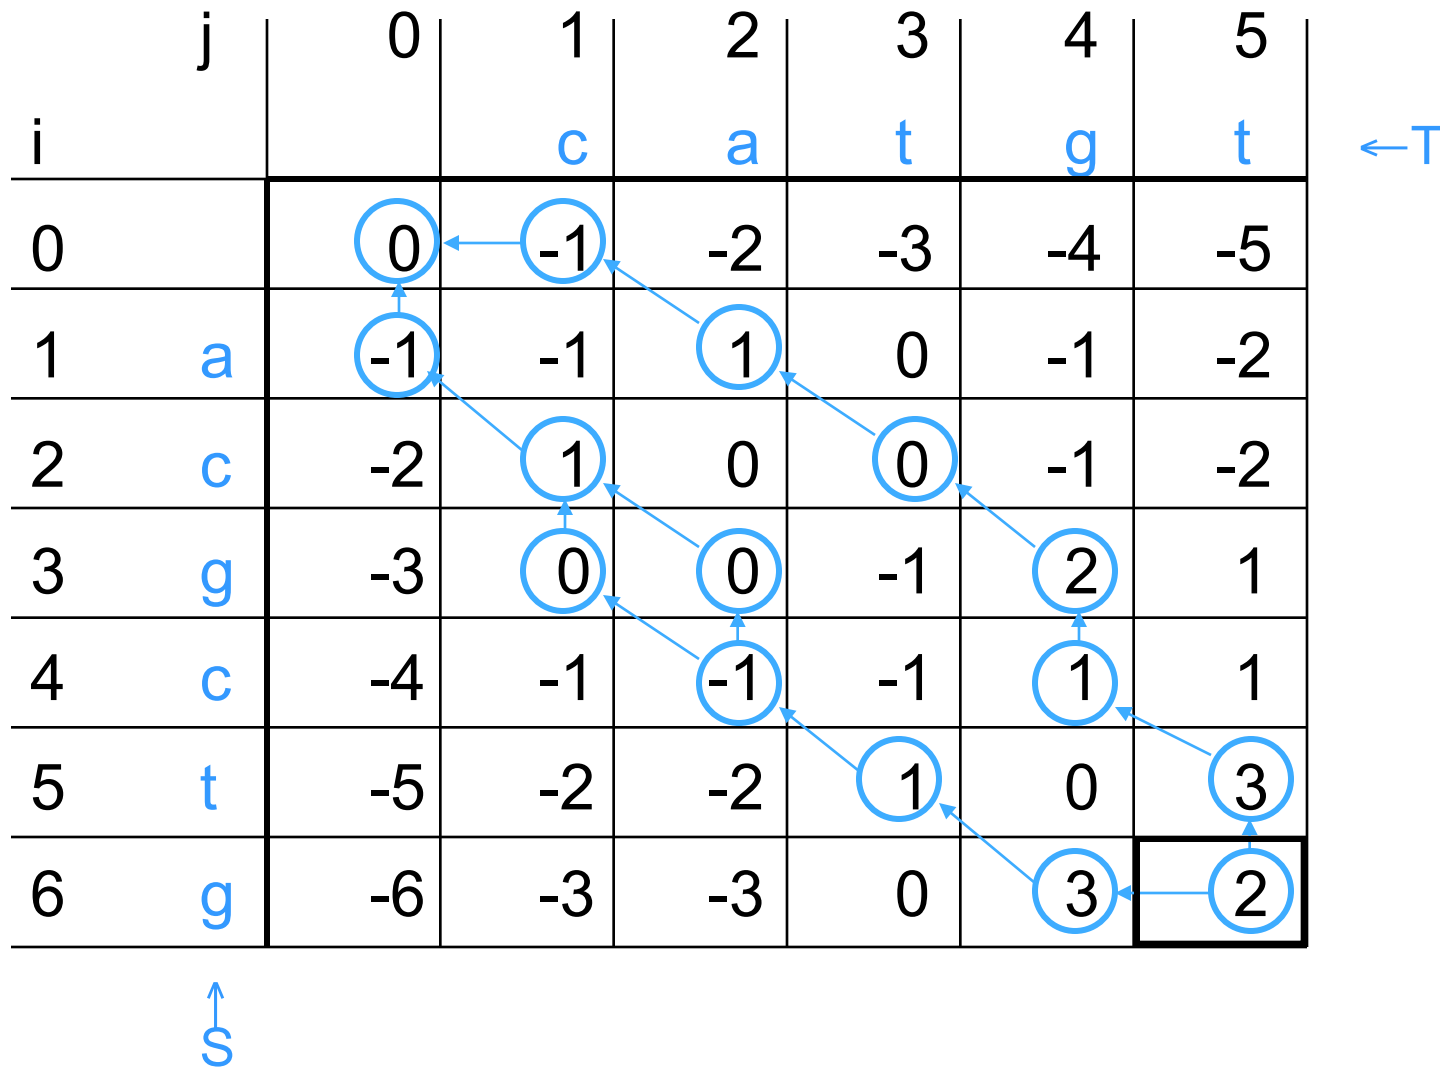 j 0 1 2 3 4 5
i c a t g t ←T
0 0 -1 -2 -3 -4 -5
1 a -1 -1 1 0 -1 -2
2 c -2 1 0 0 -1 -2
3 g -3 0 0 -1 2 1
4 c -4 -1 -1 -1 1 1
5 t -5 -2 -2 1 0 3
6 g -6 -3 -3 0 3 2
↑
S